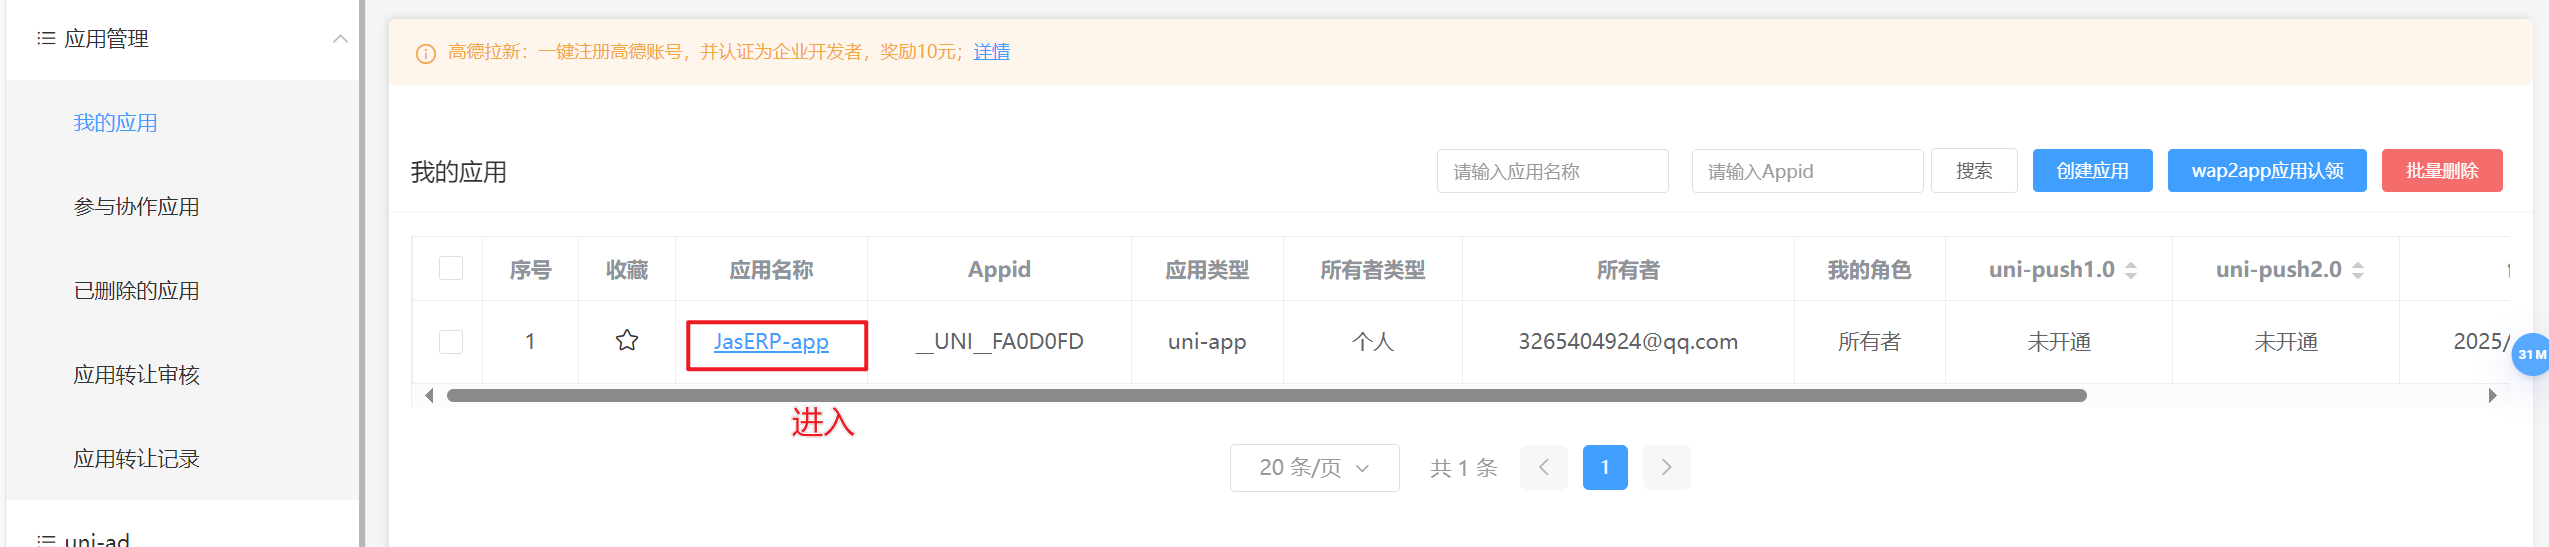 应用管理
我的应用
参与协作应用
已删除的应用
应用转让审核
应用转让记录
uni-ad
高德拉新：一键注册高德账号，并认证为企业开发者，奖励10元；详情
我的应用
请输入应用名称 请输入Appid 搜索 创建应用 wap2app应用认领 批量删除
序号 收藏 应用名称 Appid 应用类型 所有者类型 所有者 我的角色 uni-push1.0 uni-push2.0
1 JasERP-app __UNI__FA0D0FD uni-app 个人 3265404924@qq.com 所有者 未开通 未开通 2025/
31M
进入
20 条/页 共 1 条 1